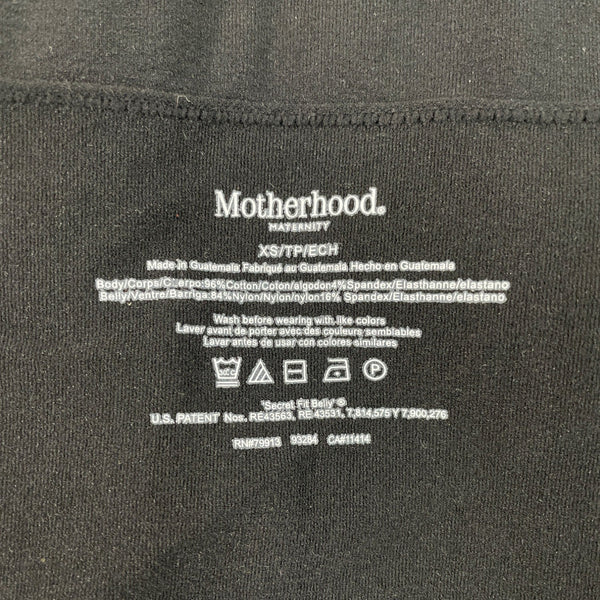 Motherhood®
MATERNITY
XS/TP/ECH
Made in Guatemala Fabriqué au Guatemala Hecho en Guatemala
Body/Corps/Cuerpo:96%Cotton/Coton/algodon4%Spandex/Elasthanne/elastano
Belly/Ventre/Barriga:84%Nylon/Nylon/nylon16% Spandex/Elasthanne/elastano
Wash before wearing with like colors
Laver avant de porter avec des couleurs semblables
Lavar antes de usar con colores similares
30°c P
'Secret Fit Belly'®
U.S. PATENT Nos. RE43563, RE 43531, 7,814,575 Y 7,900,276
RN#79913 93284 CA#11414